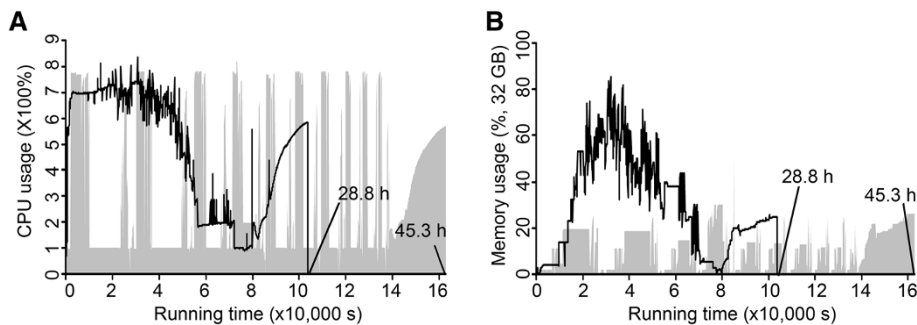 A
B
CPU usage (X100%)
9
8
7
6
5
4
3
2
1
0
28.8 h
45.3 h
0 2 4 6 8 10 12 14 16
Running time (x10,000 s)
Memory usage (%, 32 GB)
100
80
60
40
20
0
28.8 h
45.3 h
0 2 4 6 8 10 12 14 16
Running time (x10,000 s)